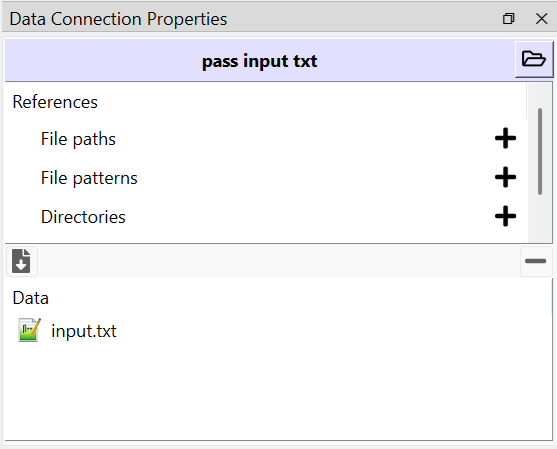 Data Connection Properties
pass input txt
References
File paths
File patterns
Directories
Data
input.txt